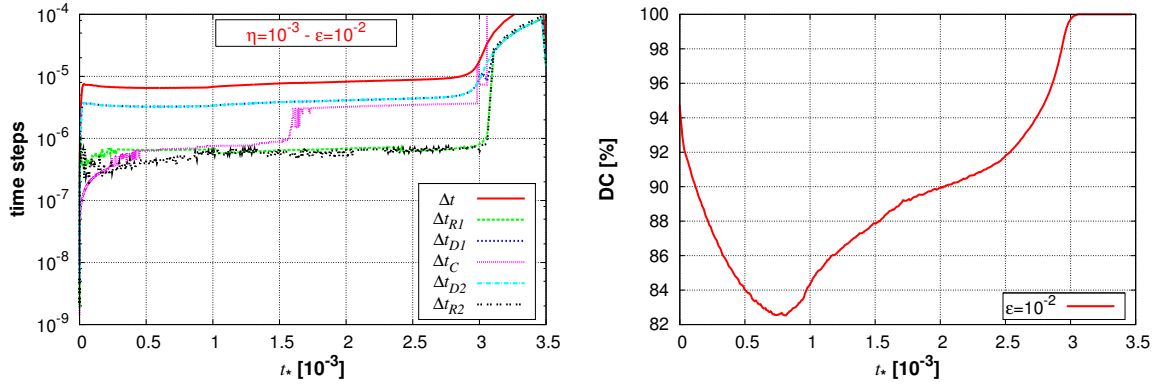 η=10⁻³ - ε=10⁻²
time steps
10⁻⁴
10⁻⁵
10⁻⁶
10⁻⁷
10⁻⁸
10⁻⁹
0 0.5 1 1.5 2 2.5 3 3.5
t⋆ [10⁻³]
Δt
Δt_R1
Δt_D1
Δt_C
Δt_D2
Δt_R2
DC [%]
100
98
96
94
92
90
88
86
84
82
0 0.5 1 1.5 2 2.5 3 3.5
t⋆ [10⁻³]
ε=10⁻²